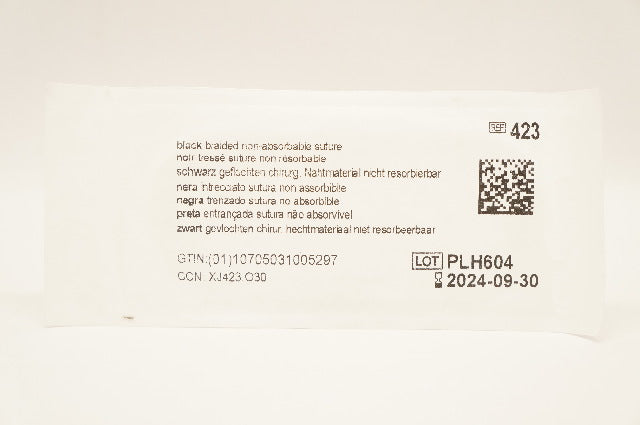 REF 423
black braided non-absorbable suture
noir tressé suture non résorbable
schwarz geflochten chirurg. Nahtmaterial nicht resorbierbar
nera intrecciato sutura non assorbibile
negra trenzado sutura no absorbible
preta entrançada sutura não absorvível
zwart gevlochten chirur. hechtmateriaal niet resorbeerbaar
GTIN:(01)10705031005297
CCN: XJ423.O30
LOT PLH604
2024-09-30